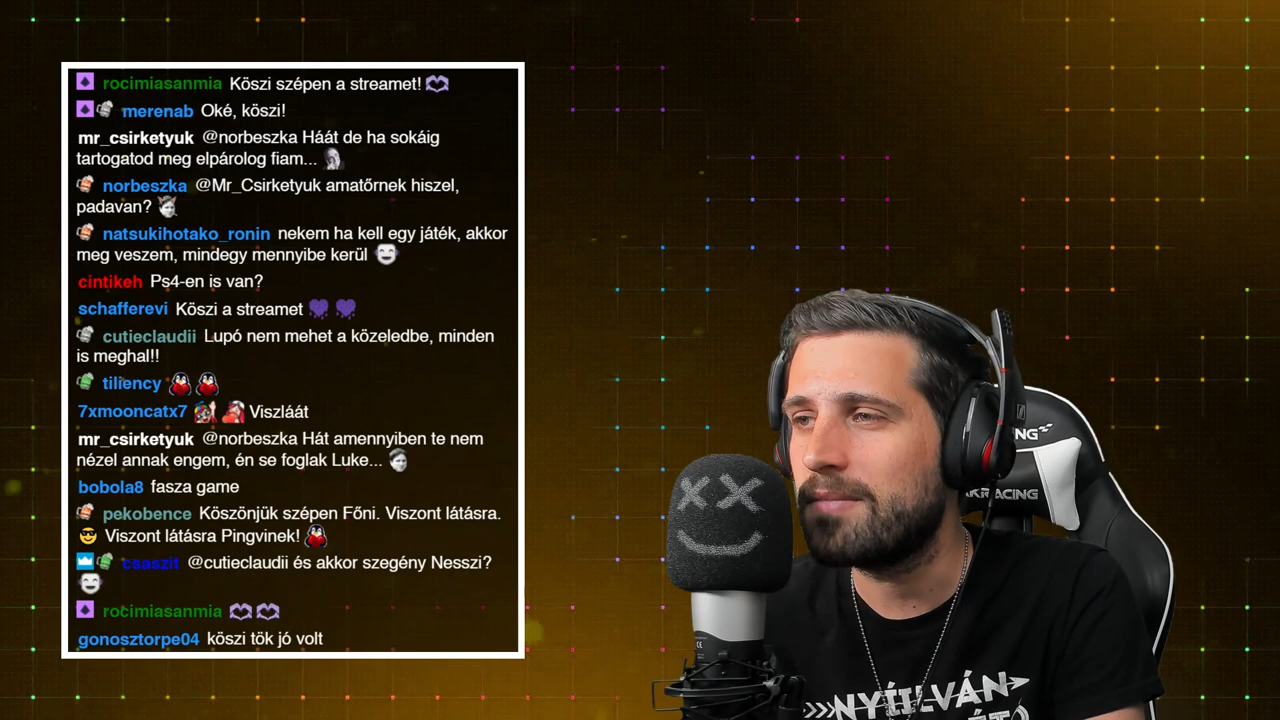 rocimiasanmia Köszi szépen a streamet!
merenab Oké, köszi!
mr_csirketyuk @norbeszka Háát de ha sokáig
tartogatod meg elpárolog fiam...
norbeszka @Mr_Csirketyuk amatőrnek hiszel,
padavan?
natsukihotako_ronin nekem ha kell egy játék, akkor
meg veszem, mindegy mennyibe kerül
cintikeh Ps4-en is van?
schafferevi Köszi a streamet
cutieclaudii Lupó nem mehet a közeledbe, minden
is meghal!!
tiliency
7xmooncatx7 Viszláát
mr_csirketyuk @norbeszka Hát amennyiben te nem
nézel annak engem, én se foglak Luke...
bobola8 fasza game
pekobence Köszönjük szépen Főni. Viszont látásra.
Viszont látásra Pingvinek!
csaszit @cutieclaudii és akkor szegény Nesszi?
rocimiasanmia
gonosztorpe04 köszi tök jó volt
NG
AKRACING
CE
NYÍILVÁN